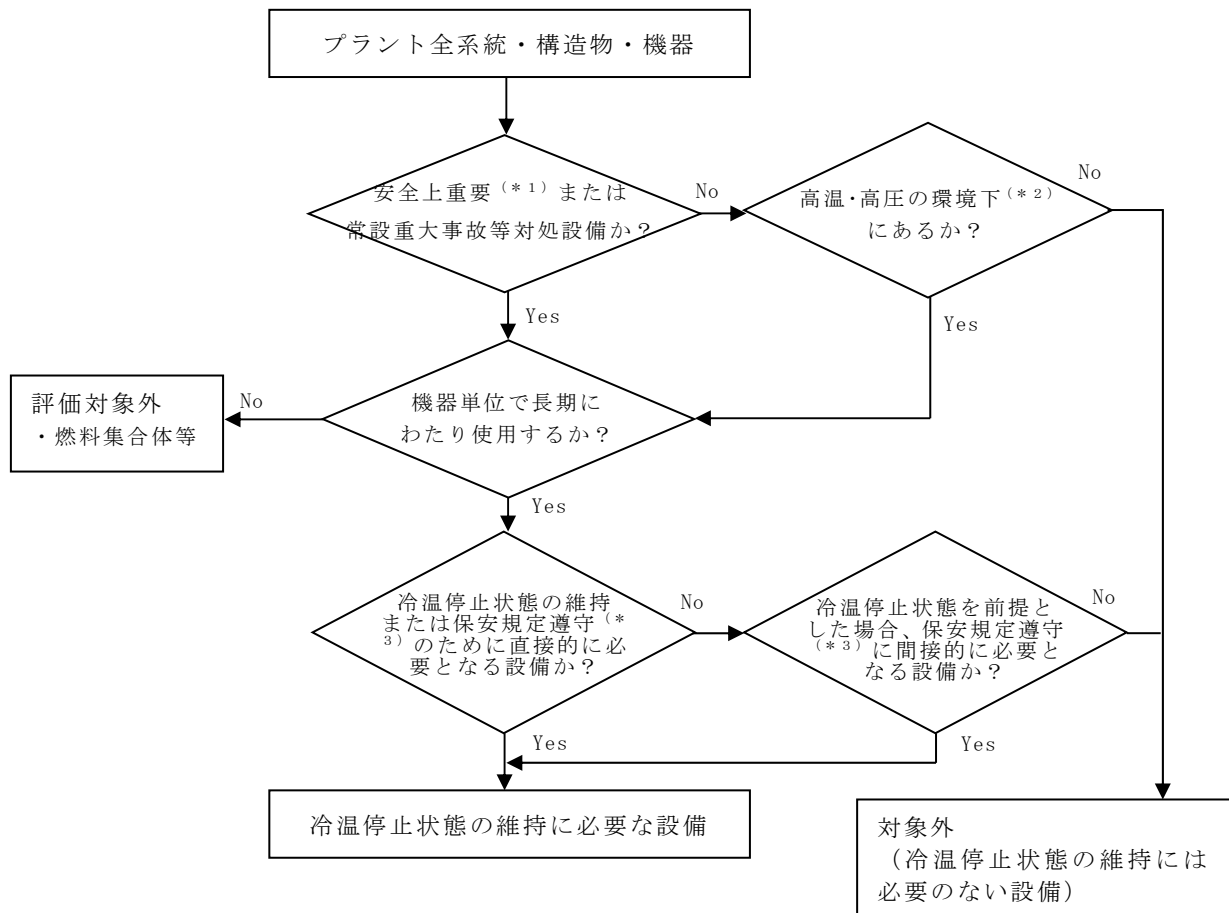 プラント全系統・構造物・機器
安全上重要(*1)または
常設重大事故等対処設備か？
No
高温・高圧の環境下(*2)
にあるか？
No
Yes
Yes
評価対象外
・燃料集合体等
No
機器単位で長期に
わたり使用するか？
Yes
冷温停止状態の維持
または保安規定遵守(*
3)のために直接的に必
要となる設備か？
No
冷温停止状態を前提と
した場合、保安規定遵守
(*3)に間接的に必要と
なる設備か？
No
Yes
Yes
冷温停止状態の維持に必要な設備
対象外
（冷温停止状態の維持には
必要のない設備）